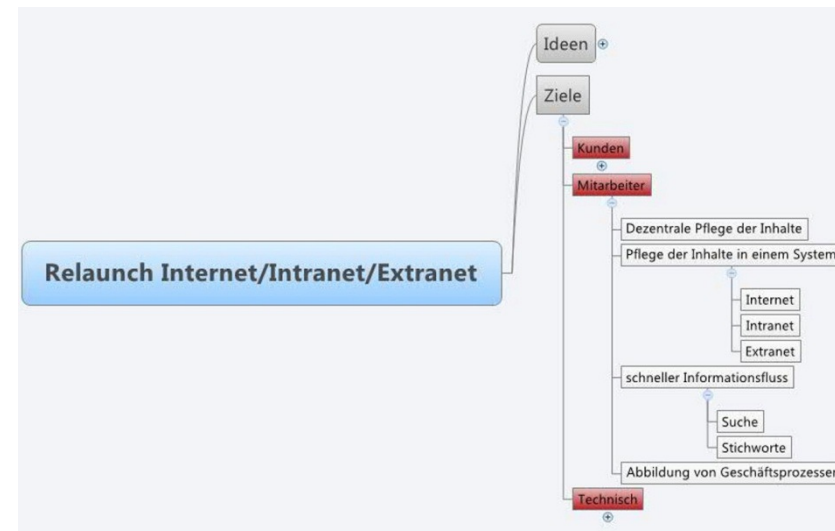 Ideen
Ziele
Kunden
Mitarbeiter
Dezentrale Pflege der Inhalte
Pflege der Inhalte in einem System
Internet
Intranet
Extranet
schneller Informationsfluss
Suche
Stichworte
Abbildung von Geschäftsprozessen
Technisch
Relaunch Internet/Intranet/Extranet